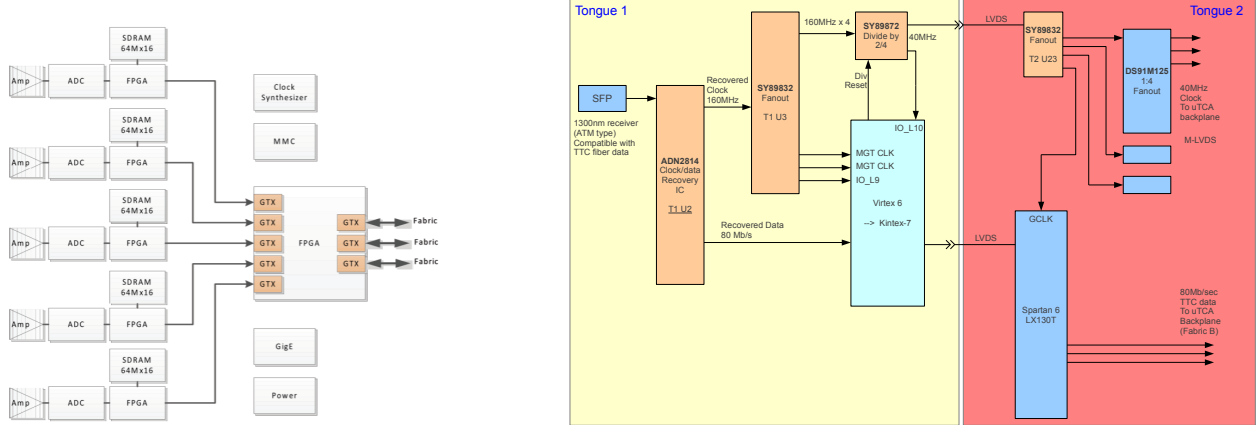 SDRAM
64Mx16
Amp
ADC
FPGA
SDRAM
64Mx16
Amp
ADC
FPGA
SDRAM
64Mx16
Amp
ADC
FPGA
SDRAM
64Mx16
Amp
ADC
FPGA
SDRAM
64Mx16
Amp
ADC
FPGA
Clock
Synthesizer
MMC
GTX
GTX
GTX
GTX
GTX
FPGA
GTX
GTX
GTX
Fabric
Fabric
Fabric
GigE
Power
Tongue 1
SFP
1300nm receiver
(ATM type)
Compatible with
TTC fiber data
ADN2814
Clock/data
Recovery
IC
T1 U2
Recovered
Clock
160MHz
SY89832
Fanout
T1 U3
160MHz x 4
SY89872
Divide by
2/4
40MHz
Div
Reset
IO_L10
MGT CLK
MGT CLK
IO_L9
Virtex 6
--> Kintex-7
Recovered Data
80 Mb/s
Tongue 2
LVDS
SY89832
Fanout
T2 U23
DS91M125
1:4
Fanout
40MHz
Clock
To uTCA
backplane
M-LVDS
LVDS
GCLK
Spartan 6
LX130T
80Mb/sec
TTC data
To uTCA
Backplane
(Fabric B)